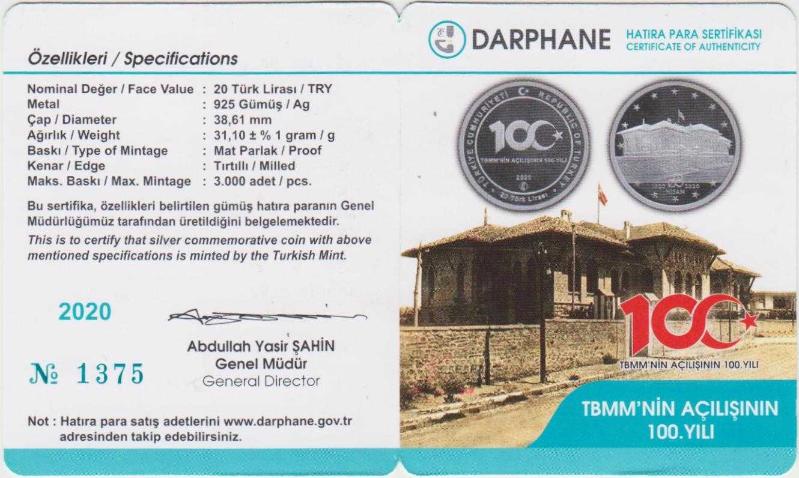 Özellikleri / Specifications
Nominal Değer / Face Value : 20 Türk Lirası / TRY
Metal : 925 Gümüş / Ag
Çap / Diameter : 38,61 mm
Ağırlık / Weight : 31,10 ± % 1 gram / g
Baskı / Type of Mintage : Mat Parlak / Proof
Kenar / Edge : Tırtıllı / Milled
Maks. Baskı / Max. Mintage : 3.000 adet / pcs.
Bu sertifika, özellikleri belirtilen gümüş hatıra paranın Genel
Müdürlüğümüz tarafından üretildiğini belgelemektedir.
This is to certify that silver commemorative coin with above
mentioned specifications is minted by the Turkish Mint.
2020
Abdullah Yasir ŞAHİN
Genel Müdür
General Director
№ 1375
Not : Hatıra para satış adetlerini www.darphane.gov.tr
adresinden takip edebilirsiniz.
DARPHANE
HATIRA PARA SERTİFİKASI
CERTIFICATE OF AUTHENTICITY
TÜRKİYE CUMHURİYETİ
REPUBLIC OF TURKEY
100
TBMM'NİN AÇILIŞININ 100.YILI
2020
20 Türk Lirası
1920 100 2020
NİSAN
100
TBMM'NİN AÇILIŞININ 100.YILI
TBMM'NİN AÇILIŞININ
100.YILI